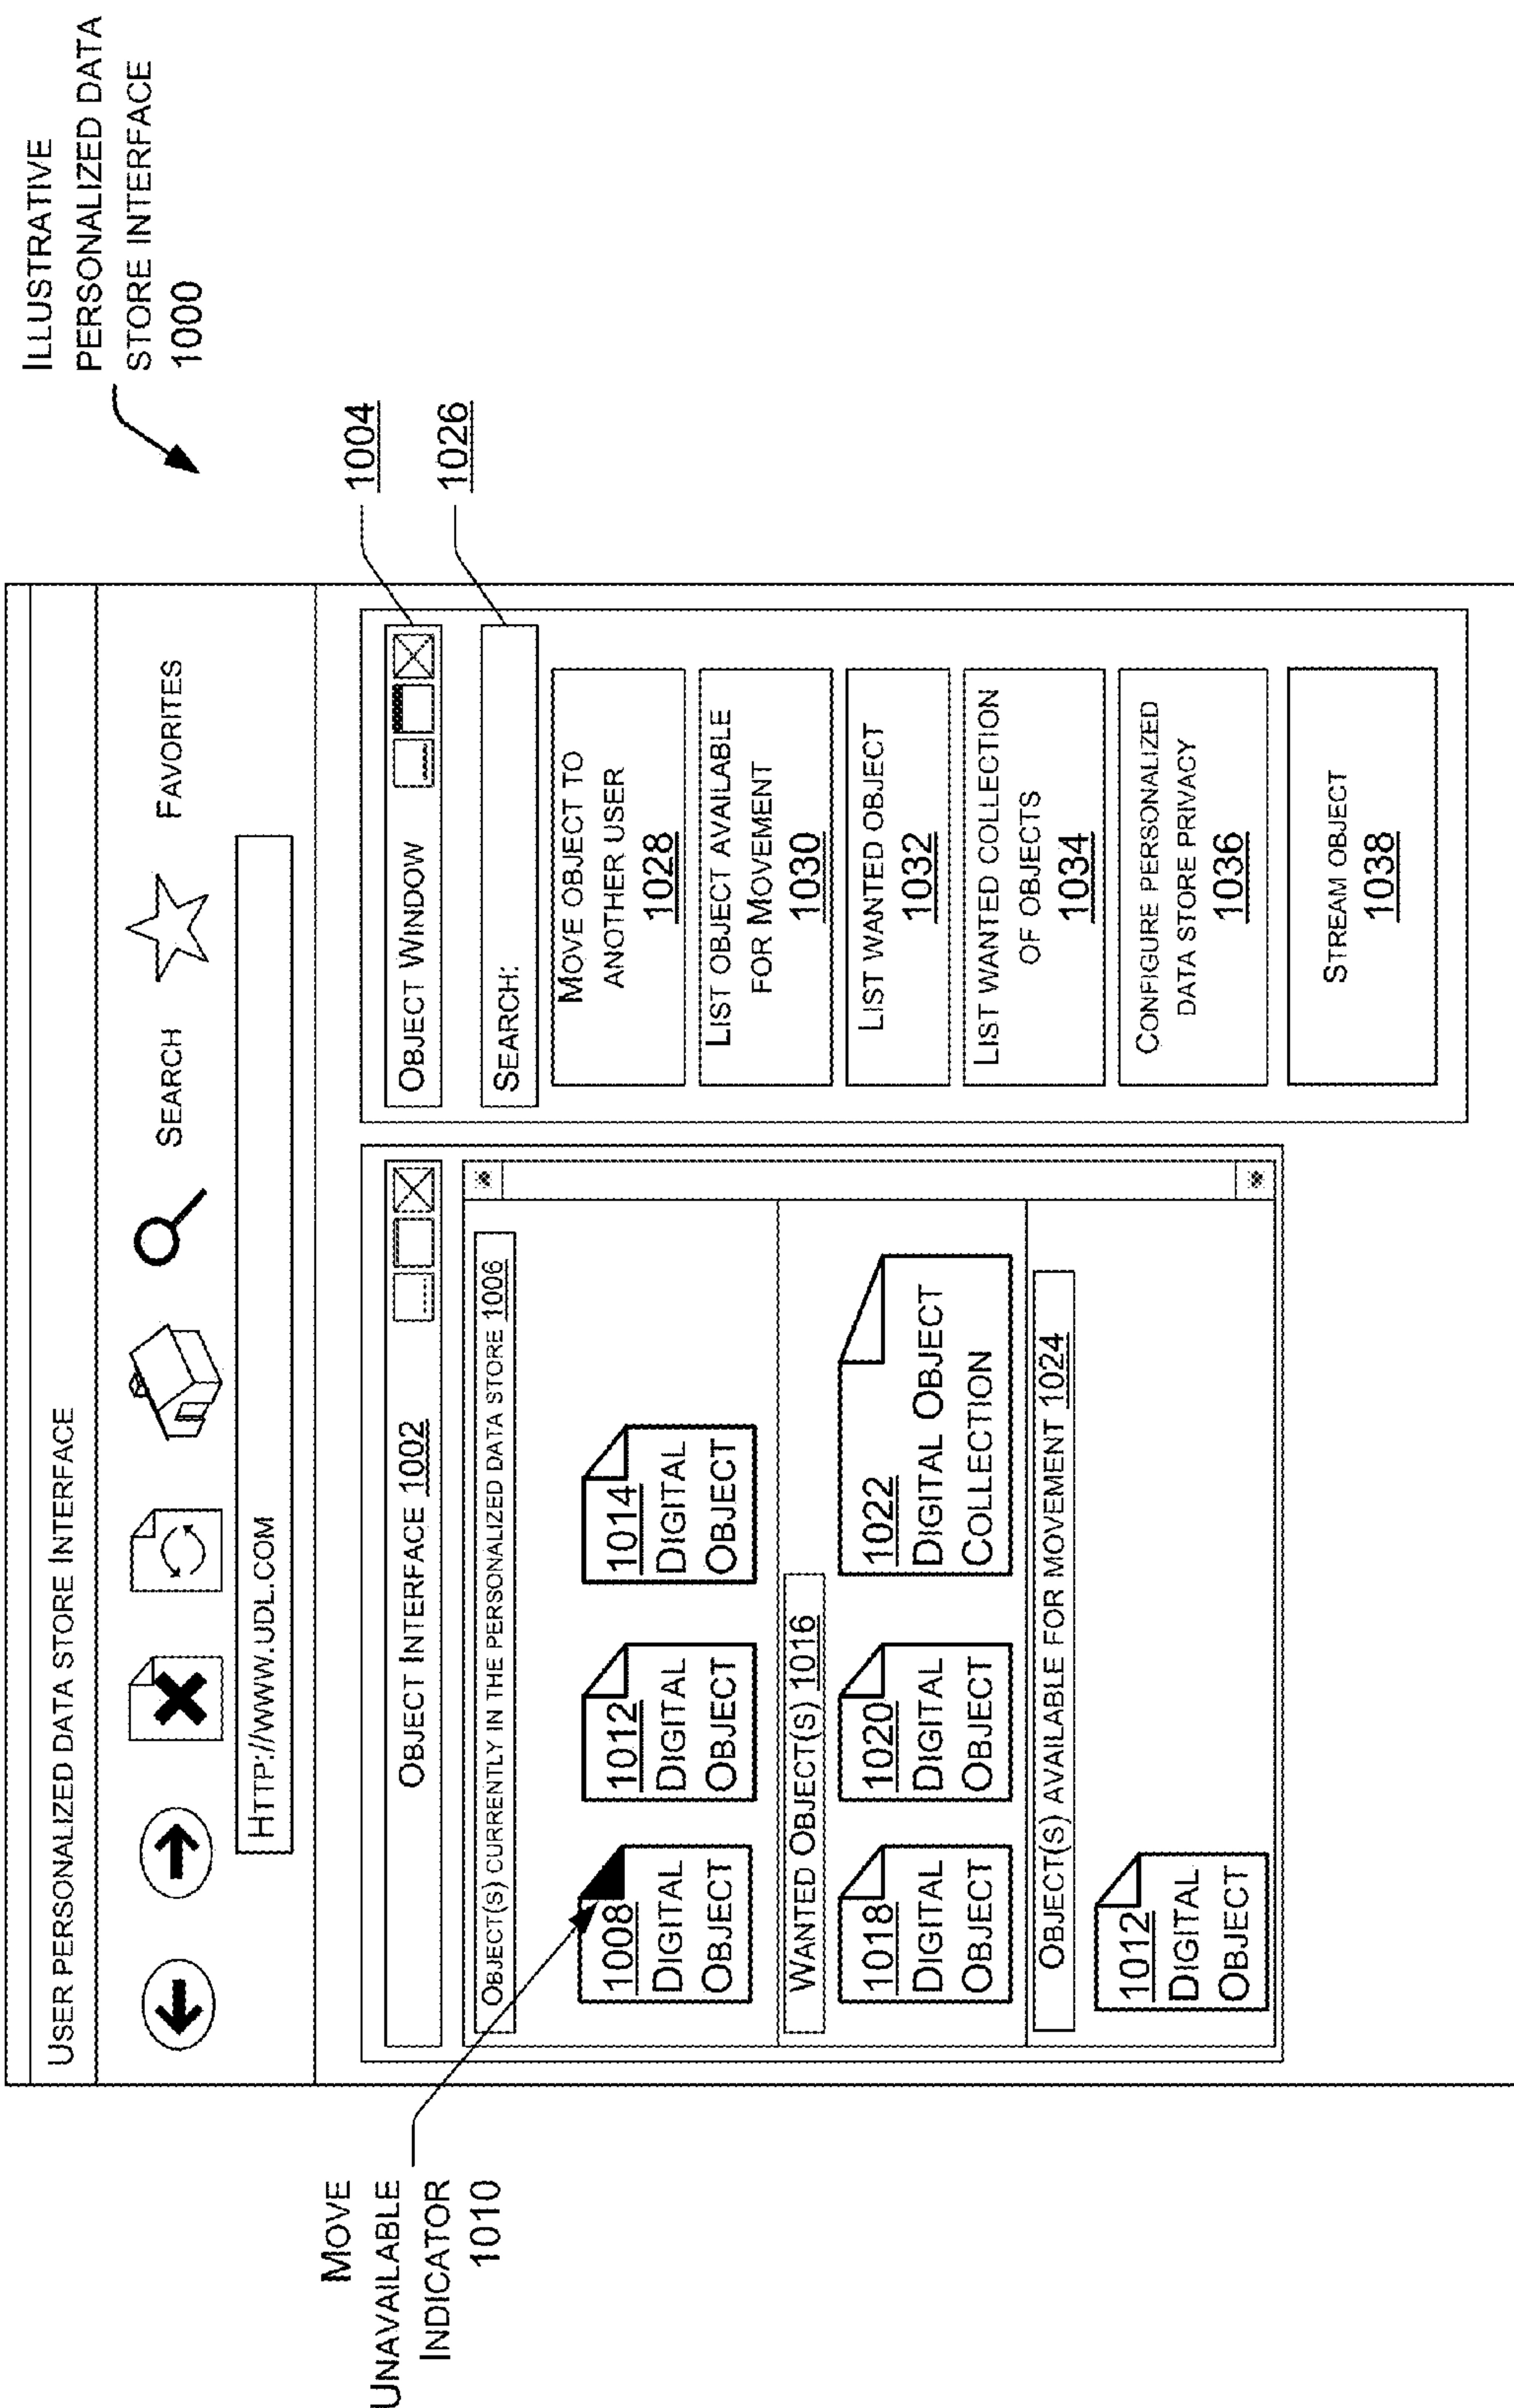 ILLUSTRATIVE
PERSONALIZED DATA
STORE INTERFACE
1000
USER PERSONALIZED DATA STORE INTERFACE
SEARCH
FAVORITES
HTTP://WWW.UDL.COM
OBJECT INTERFACE 1002
OBJECT(S) CURRENTLY IN THE PERSONALIZED DATA STORE 1006
1008
DIGITAL
OBJECT
1012
DIGITAL
OBJECT
1014
DIGITAL
OBJECT
WANTED OBJECT(S) 1016
1018
DIGITAL
OBJECT
1020
DIGITAL
OBJECT
1022
DIGITAL OBJECT
COLLECTION
OBJECT(S) AVAILABLE FOR MOVEMENT 1024
1012
DIGITAL
OBJECT
MOVE
UNAVAILABLE
INDICATOR
1010
OBJECT WINDOW
1004
SEARCH:
1026
MOVE OBJECT TO
ANOTHER USER
1028
LIST OBJECT AVAILABLE
FOR MOVEMENT
1030
LIST WANTED OBJECT
1032
LIST WANTED COLLECTION
OF OBJECTS
1034
CONFIGURE PERSONALIZED
DATA STORE PRIVACY
1036
STREAM OBJECT
1038